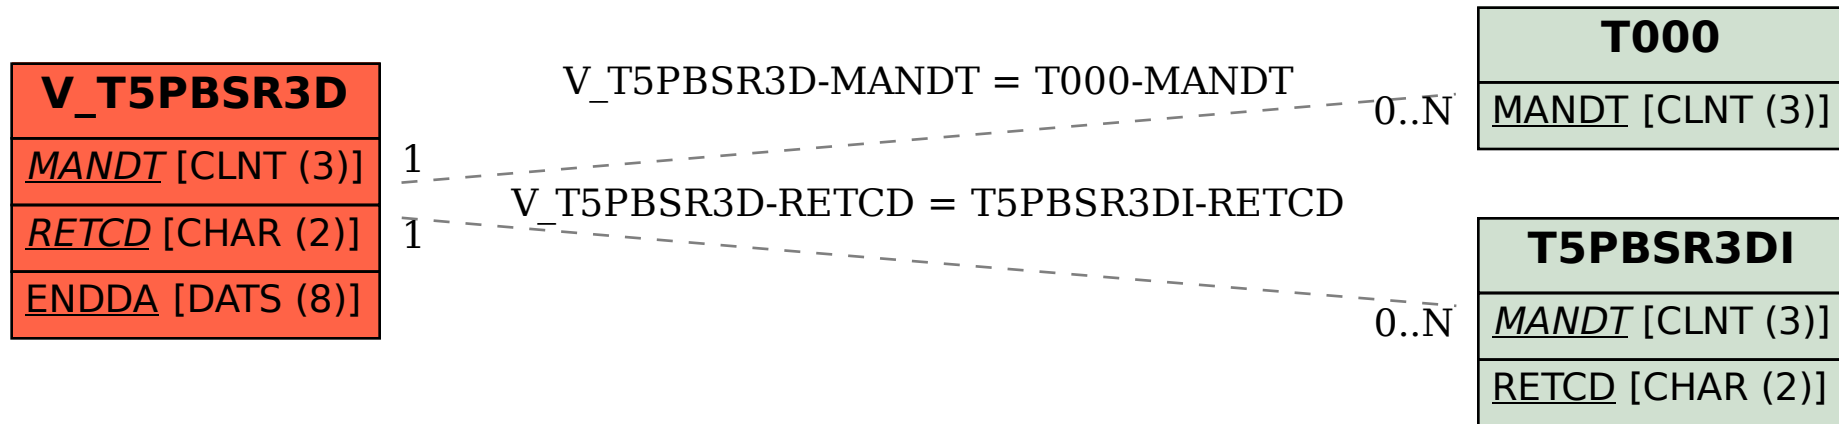 V_T5PBSR3D
MANDT [CLNT (3)]
RETCD [CHAR (2)]
ENDDA [DATS (8)]
V_T5PBSR3D-MANDT = T000-MANDT
1
0..N
V_T5PBSR3D-RETCD = T5PBSR3DI-RETCD
1
0..N
T000
MANDT [CLNT (3)]
T5PBSR3DI
MANDT [CLNT (3)]
RETCD [CHAR (2)]